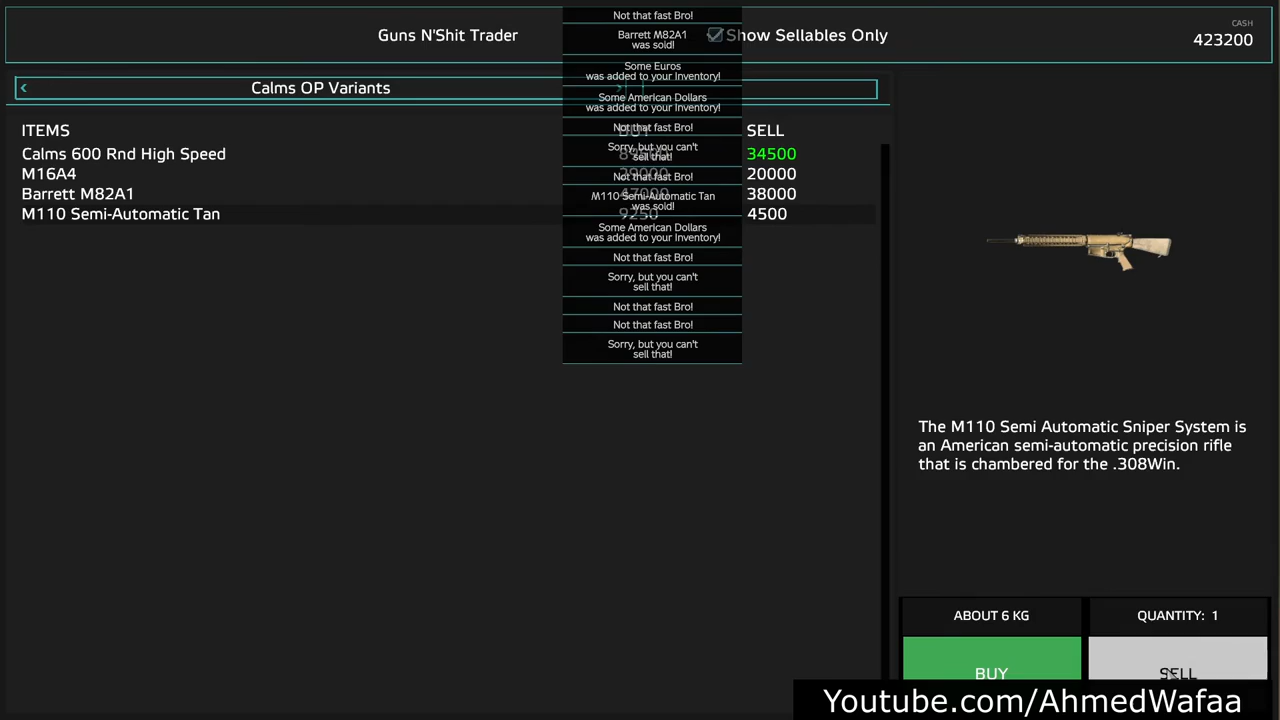 Guns N'Shit Trader
Show Sellables Only
CASH
423200
Calms OP Variants
ITEMS
BUY
SELL
Calms 600 Rnd High Speed
34500
M16A4
29000
20000
Barrett M82A1
47000
38000
M110 Semi-Automatic Tan
9250
4500
Not that fast Bro!
Barrett M82A1
was sold!
Some Euros
was added to your Inventory!
Some American Dollars
was added to your Inventory!
Not that fast Bro!
Sorry, but you can't
sell that!
Not that fast Bro!
M110 Semi-Automatic Tan
was sold!
Some American Dollars
was added to your Inventory!
Not that fast Bro!
Sorry, but you can't
sell that!
Not that fast Bro!
Not that fast Bro!
Sorry, but you can't
sell that!
The M110 Semi Automatic Sniper System is
an American semi-automatic precision rifle
that is chambered for the .308Win.
ABOUT 6 KG
QUANTITY: 1
BUY
SELL
Youtube.com/AhmedWafaa